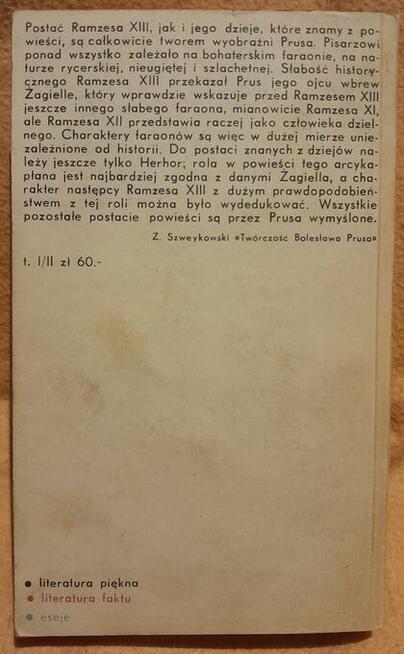 Postać Ramzesa XIII, jak i jego dzieje, które znamy z po-
wieści, są całkowicie tworem wyobraźni Prusa. Pisarzowi
ponad wszystko zależało na bohaterskim faraonie, na na-
turze rycerskiej, nieugiętej i szlachetnej. Słabość history-
cznego Ramzesa XIII przekazał Prus jego ojcu wbrew
Żagielle, który wprawdzie wskazuje przed Ramzesem XIII
jeszcze innego słabego faraona, mianowicie Ramzesa XI,
ale Ramzesa XII przedstawia raczej jako człowieka dziel-
nego. Charaktery faraonów są więc w dużej mierze unie-
zależnione od historii. Do postaci znanych z dziejów na-
leży jeszcze tylko Herhor; rola w powieści tego arcyka-
płana jest najbardziej zgodna z danymi Żagiella, a cha-
rakter następcy Ramzesa XIII z dużym prawdopodobień-
stwem z tej roli można było wydedukować. Wszystkie
pozostałe postacie powieści są przez Prusa wymyślone.
Z. Szweykowski «Twórczość Bolesława Prusa»
t. I/II zł 60.-
● literatura piękna
● literatura faktu
● eseje